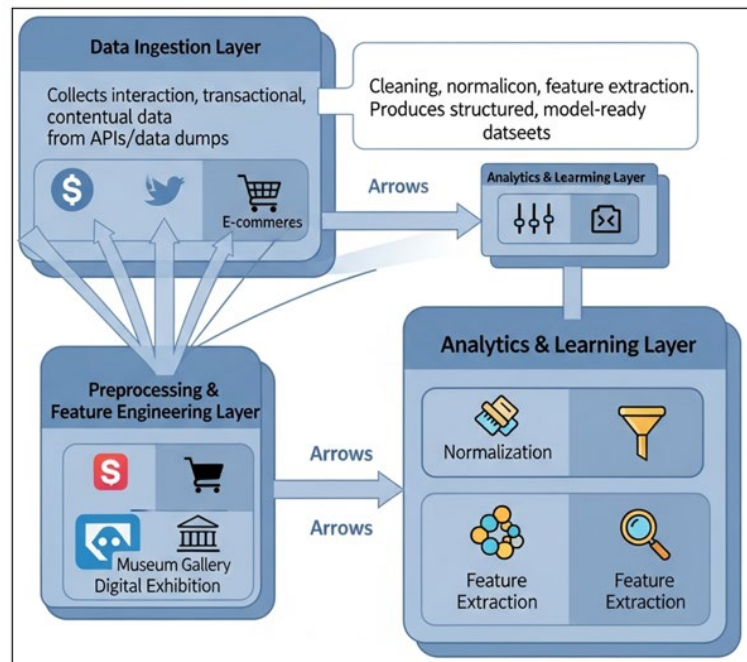 Data Ingestion Layer
Collects interaction, transactional,
contentual data
from APIs/data dumps
$
E-commeres
Cleaning, normalicon, feature extraction.
Produces structured, model-ready
datseets
Arrows
Analytics & Learmming Layer
Preprocessing &
Feature Engineering Layer
S
Museum Gallery
Digital Exhibition
Arrows
Arrows
Analytics & Learning Layer
Normalization
Feature
Extraction
Feature
Extraction